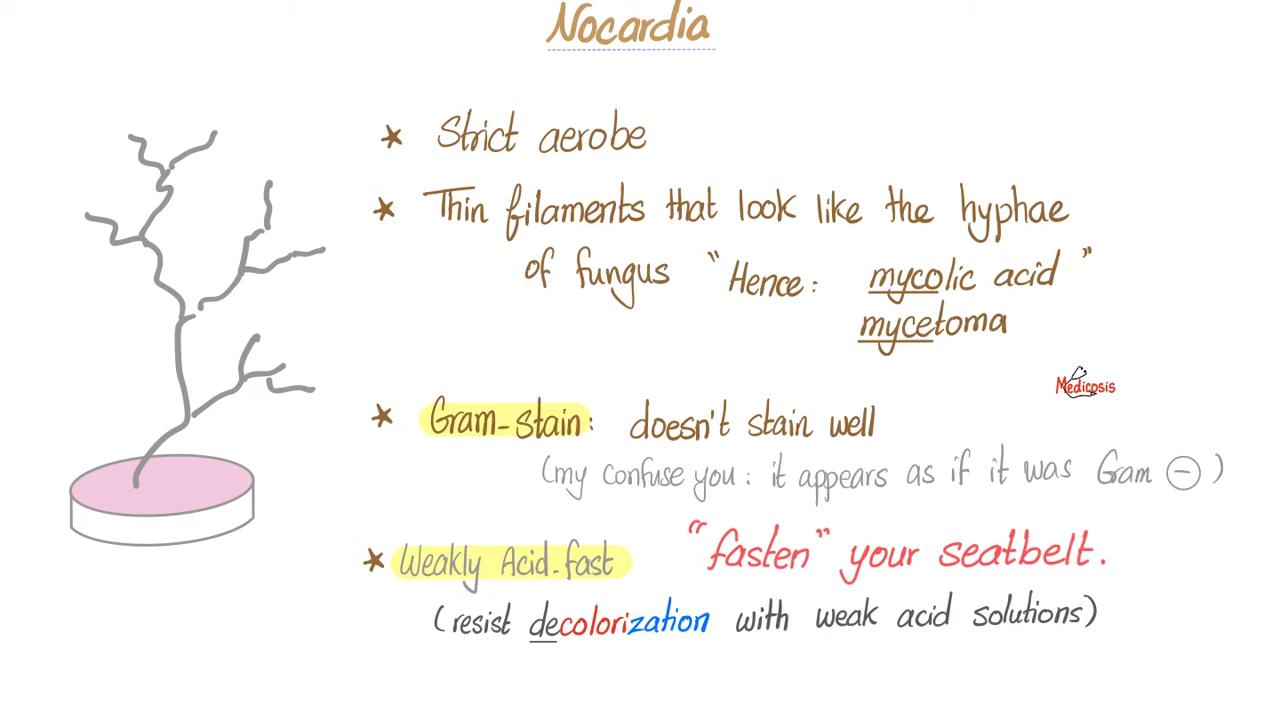 Nocardia
★ Strict aerobe
★ Thin filaments that look like the hyphae
of fungus "Hence: mycolic acid"
mycetoma
Medicosis
★ Gram-stain: doesn't stain well
(my confuse you: it appears as if it was Gram ⊖)
★ Weakly Acid-fast "fasten" your seatbelt.
(resist decolorization with weak acid solutions)